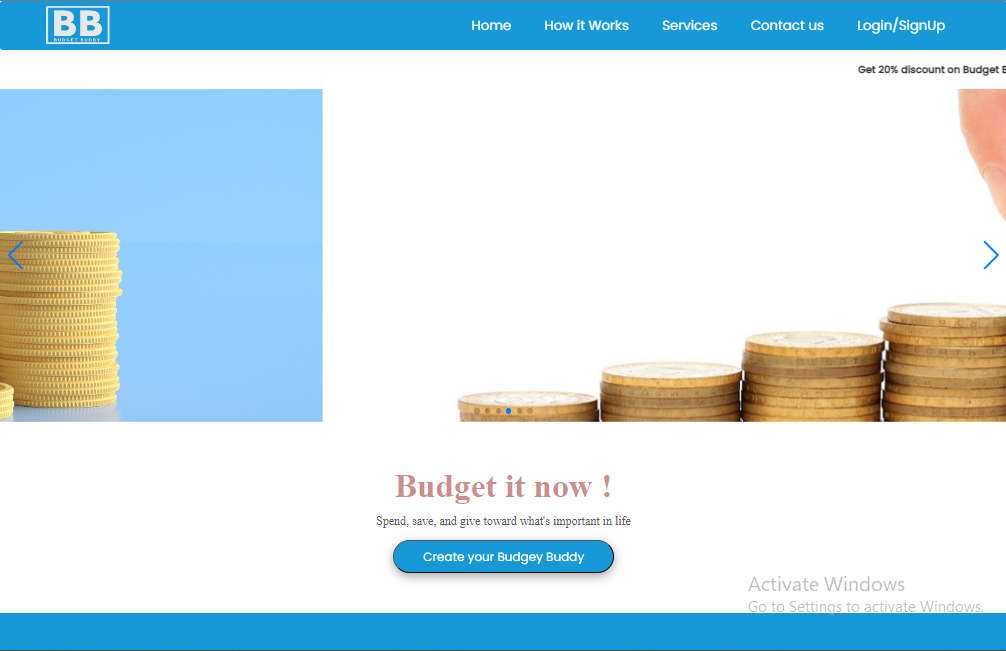 BB
BUDGET BUDDY
Home How it Works Services Contact us Login/SignUp
Get 20% discount on Budget
Budget it now !
Spend, save, and give toward what's important in life
Create your Budgey Buddy
Activate Windows
Go to Settings to activate Windows.